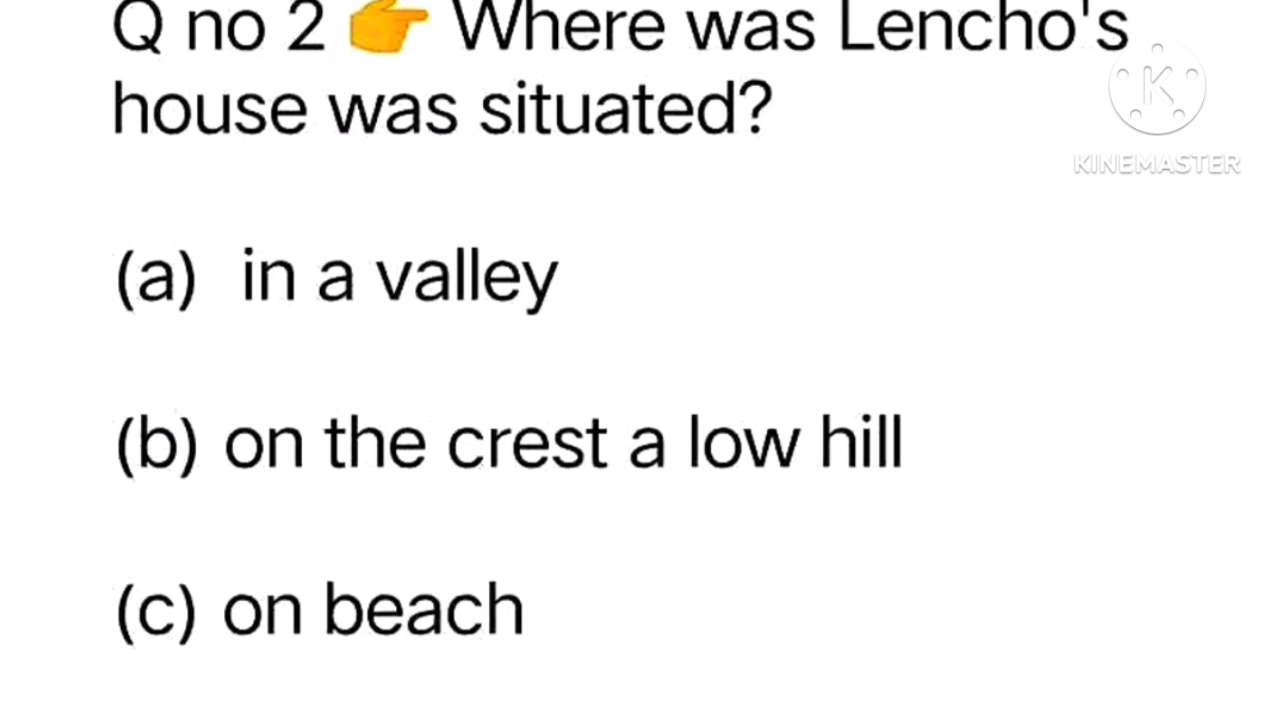 Q no 2 👉 Where was Lencho's
house was situated?
KINEMASTER
(a) in a valley
(b) on the crest a low hill
(c) on beach